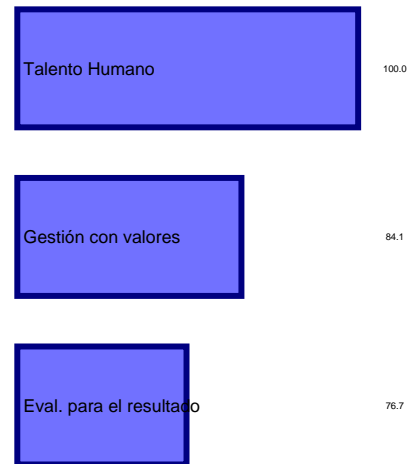 Talento Humano 100.0
Gestión con valores 84.1
Eval. para el resultado 76.7